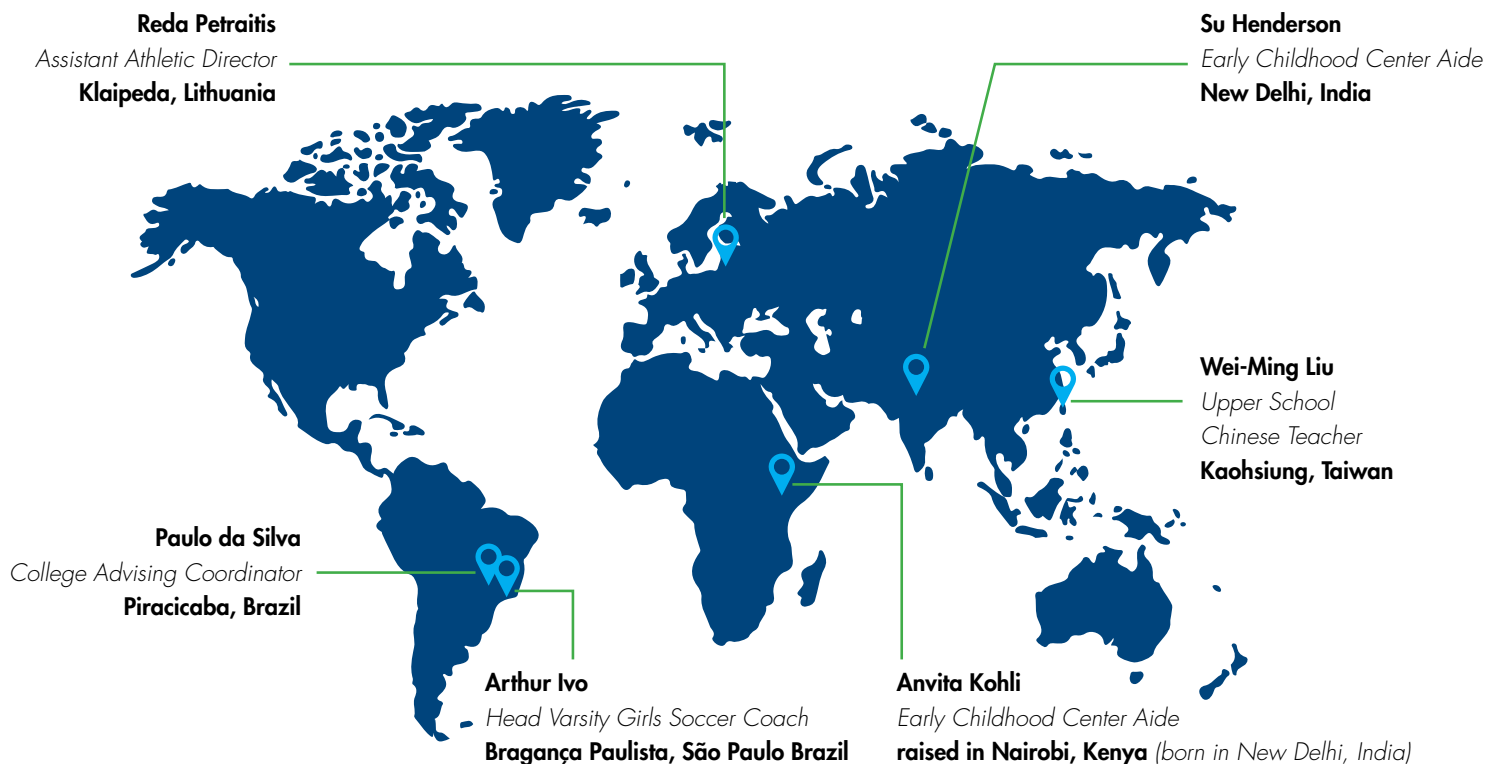 Reda Petraitis
Assistant Athletic Director
Klaipeda, Lithuania
Su Henderson
Early Childhood Center Aide
New Delhi, India
Wei-Ming Liu
Upper School
Chinese Teacher
Kaohsiung, Taiwan
Paulo da Silva
College Advising Coordinator
Piracicaba, Brazil
Arthur Ivo
Head Varsity Girls Soccer Coach
Bragança Paulista, São Paulo Brazil
Anvita Kohli
Early Childhood Center Aide
raised in Nairobi, Kenya (born in New Delhi, India)